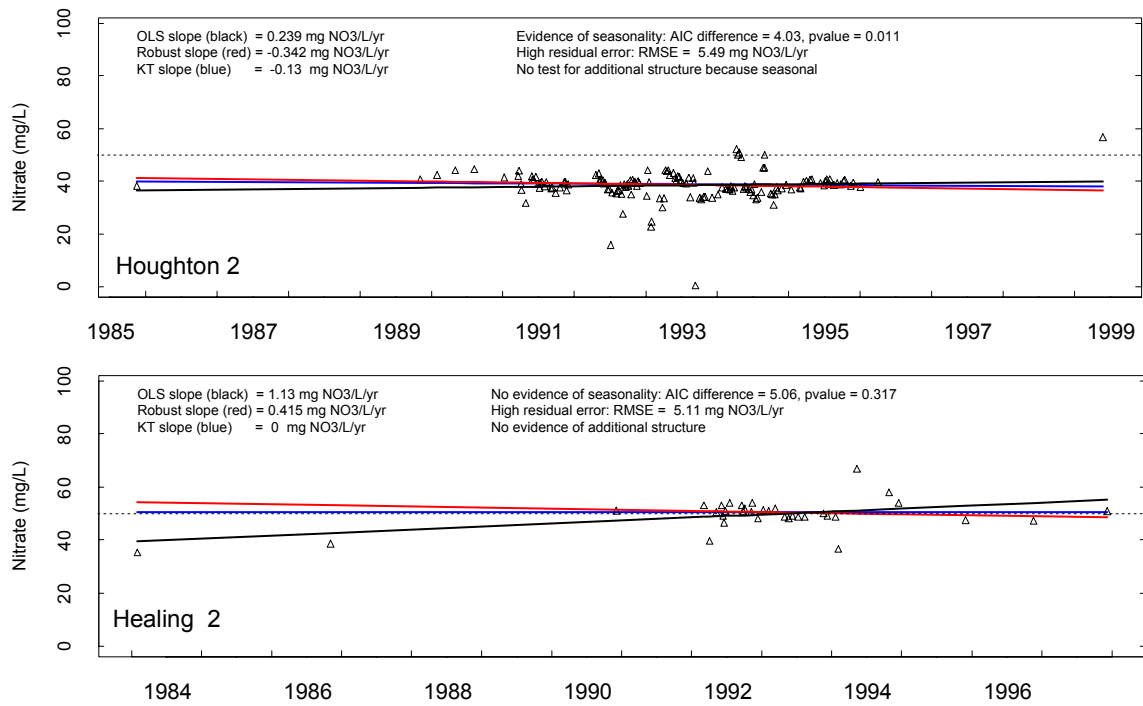 OLS slope (black) = 0.239 mg NO3/L/yr
Robust slope (red) = -0.342 mg NO3/L/yr
KT slope (blue) = -0.13 mg NO3/L/yr
Evidence of seasonality: AIC difference = 4.03, pvalue = 0.011
High residual error: RMSE = 5.49 mg NO3/L/yr
No test for additional structure because seasonal
Nitrate (mg/L)
100
80
60
40
20
0
Houghton 2
1985 1987 1989 1991 1993 1995 1997 1999
OLS slope (black) = 1.13 mg NO3/L/yr
Robust slope (red) = 0.415 mg NO3/L/yr
KT slope (blue) = 0 mg NO3/L/yr
No evidence of seasonality: AIC difference = 5.06, pvalue = 0.317
High residual error: RMSE = 5.11 mg NO3/L/yr
No evidence of additional structure
Nitrate (mg/L)
100
80
60
40
20
0
Healing 2
1984 1986 1988 1990 1992 1994 1996